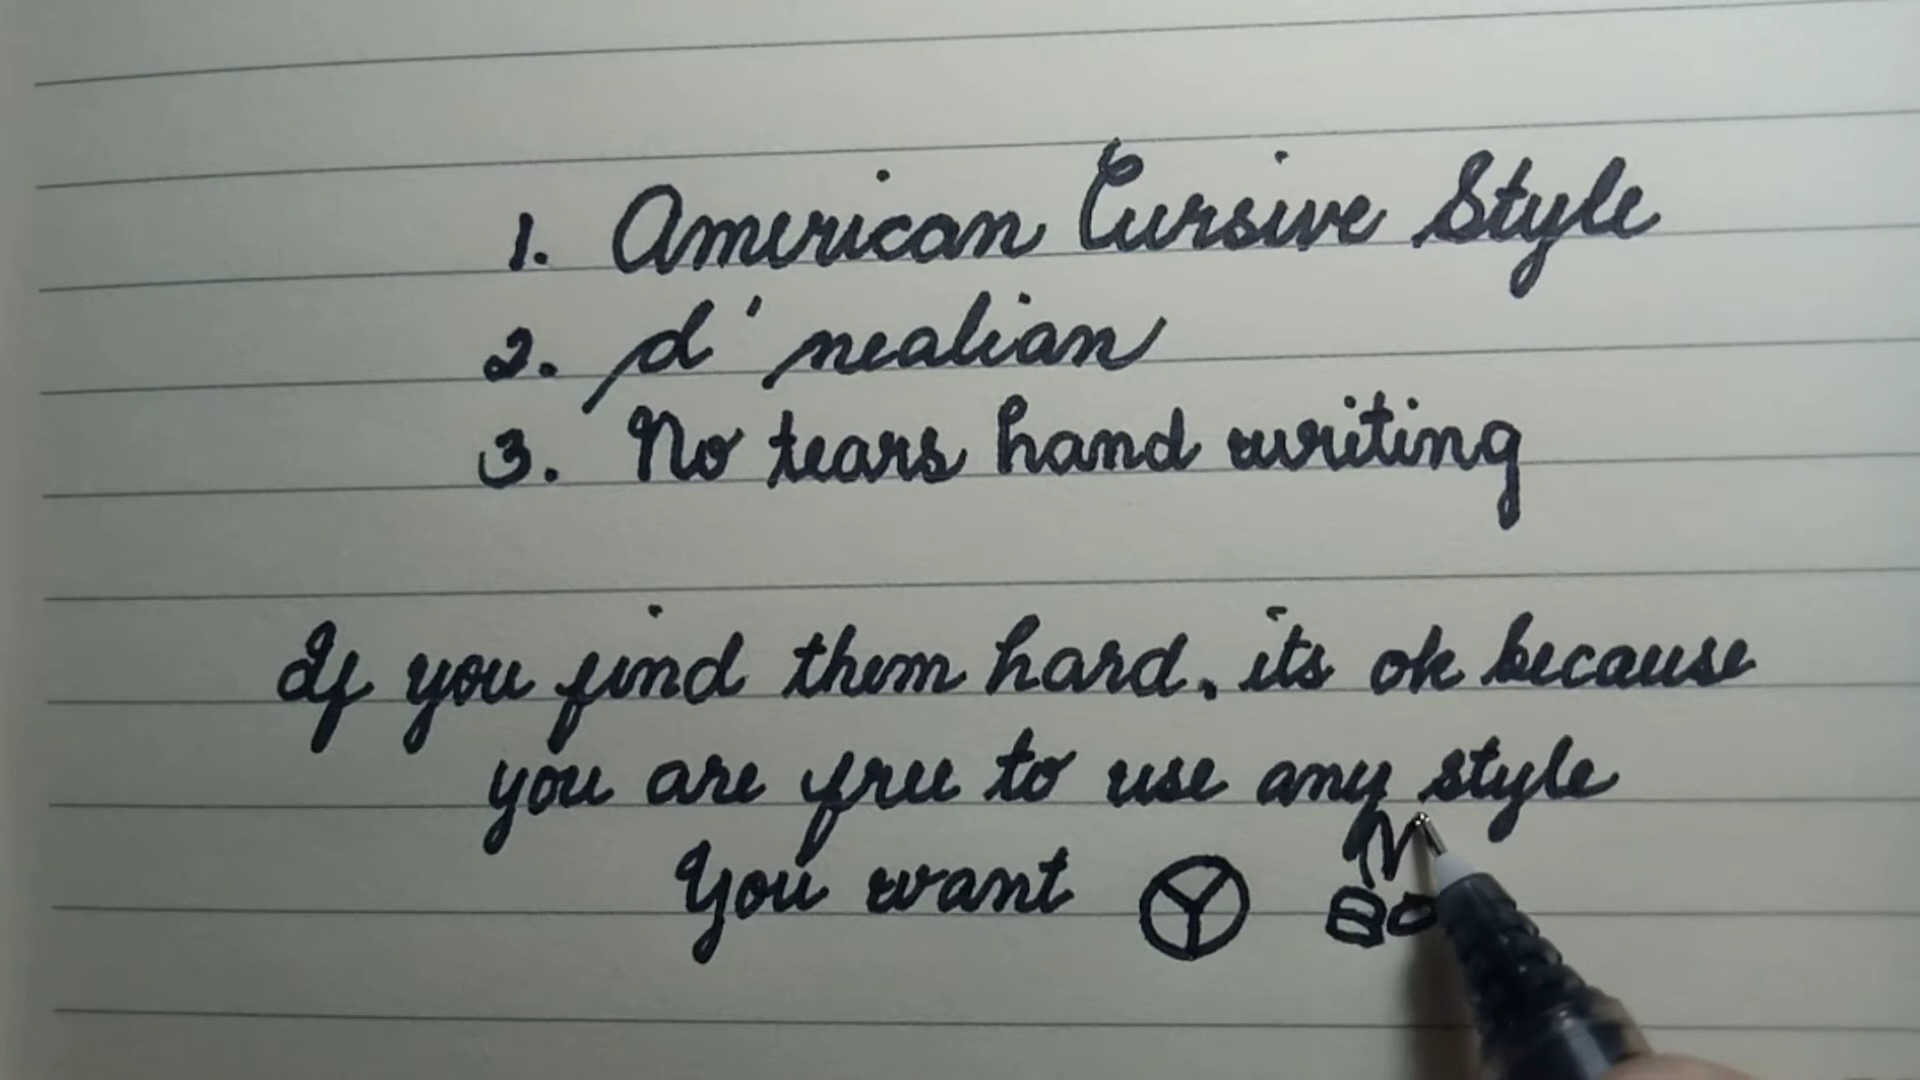 1. American Cursive Style
2. d' nealian
3. No tears hand writing
If you find them hard, its ok because
you are free to use any style
You want